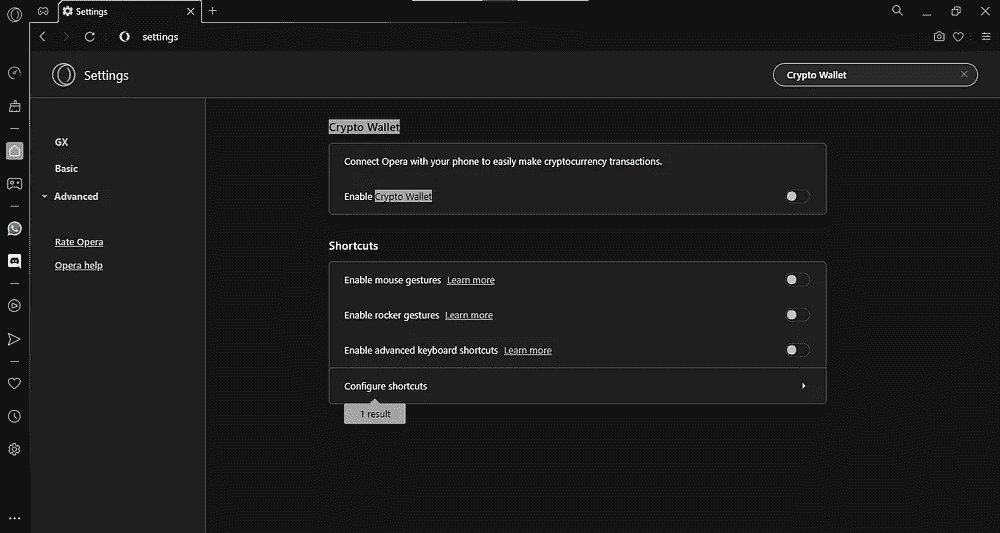 Settings
settings
Settings
Crypto Wallet
GX
Basic
Advanced
Rate Opera
Opera help
Crypto Wallet
Connect Opera with your phone to easily make cryptocurrency transactions.
Enable Crypto Wallet
Shortcuts
Enable mouse gestures Learn more
Enable rocker gestures Learn more
Enable advanced keyboard shortcuts Learn more
Configure shortcuts
1 result